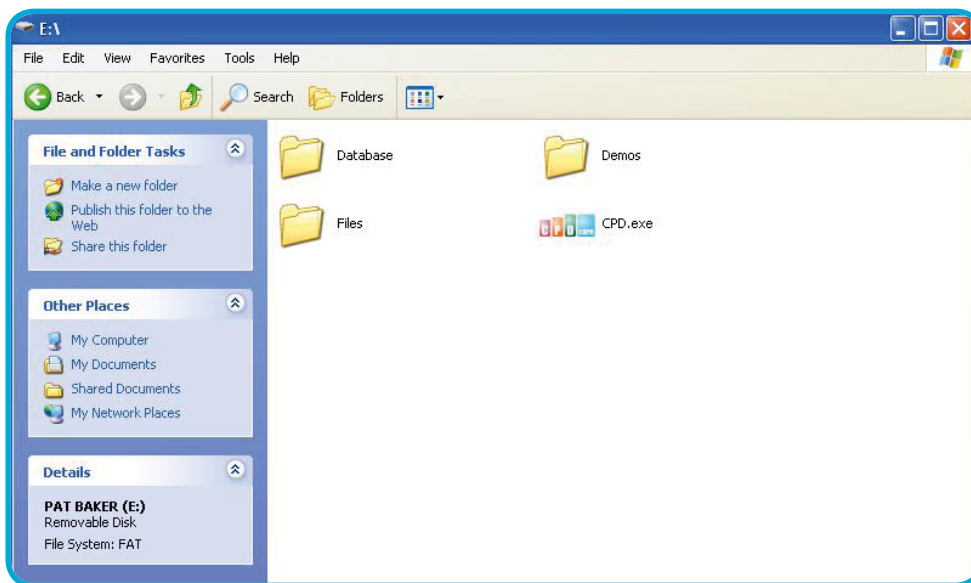 E:\
File Edit View Favorites Tools Help
Back Search Folders
File and Folder Tasks
Make a new folder
Publish this folder to the
Web
Share this folder
Other Places
My Computer
My Documents
Shared Documents
My Network Places
Details
PAT BAKER (E:)
Removable Disk
File System: FAT
Database Demos
Files CPD.exe